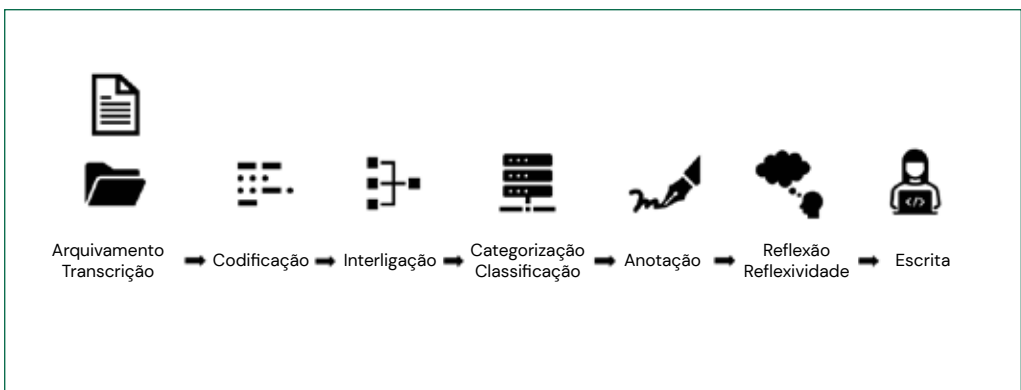 Arquivamento
Transcrição
Codificação
Interligação
Categorização
Classificação
Anotação
Reflexão
Reflexividade
Escrita